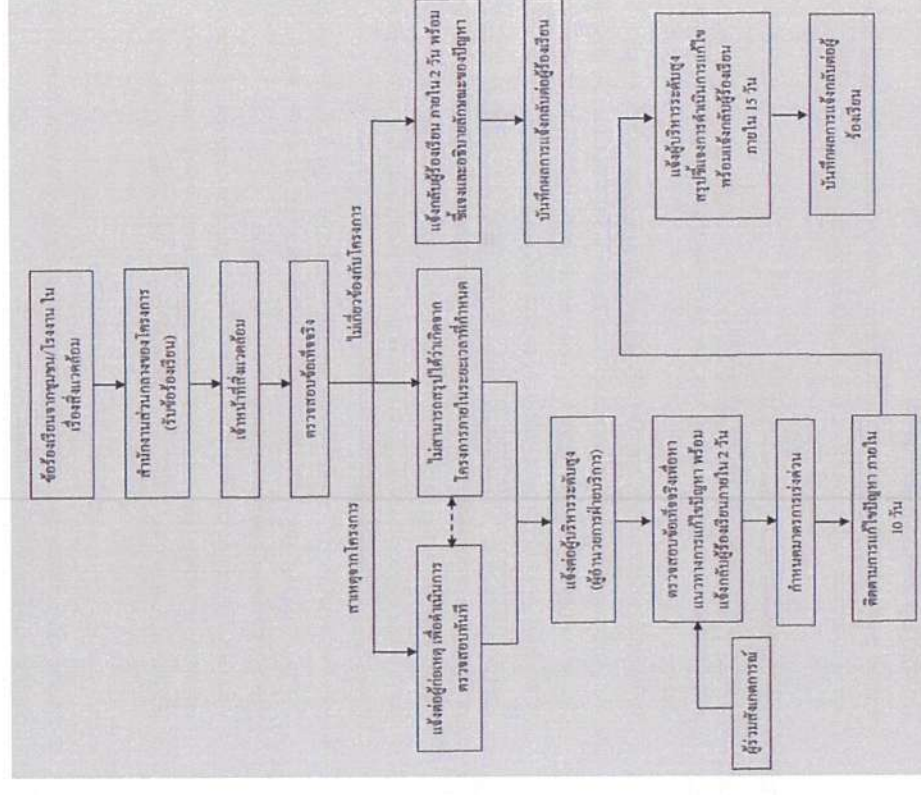 ข้อร้องเรียนจากชุมชน/โรงงาน ใน
เรื่องสิ่งแวดล้อม
สำนักงานส่วนกลางของโครงการ
(รับข้อร้องเรียน)
เจ้าหน้าที่สิ่งแวดล้อม
ตรวจสอบข้อเท็จจริง
สาเหตุจากโครงการ
ไม่เกี่ยวข้องกับโครงการ
แจ้งต่อผู้ก่อเหตุ เพื่อดำเนินการ
ตรวจสอบทันที
ไม่สามารถสรุปได้ว่าเกิดจาก
โครงการภายในระยะเวลาที่กำหนด
แจ้งกลับผู้ร้องเรียน ภายใน 2 วัน พร้อม
ชี้แจงและอธิบายลักษณะของปัญหา
บันทึกผลการแจ้งกลับต่อผู้ร้องเรียน
แจ้งต่อผู้บริหารระดับสูง
(ผู้อำนวยการฝ่ายบริการ)
ผู้ร่วมสังเกตการณ์
ตรวจสอบข้อเท็จจริงเพื่อหา
แนวทางการแก้ไขปัญหา พร้อม
แจ้งกลับผู้ร้องเรียนภายใน 2 วัน
กำหนดมาตรการเร่งด่วน
ติดตามการแก้ไขปัญหา ภายใน
10 วัน
แจ้งผู้บริหารระดับสูง
สรุปชี้แจงการดำเนินการแก้ไข
พร้อมแจ้งกลับผู้ร้องเรียน
ภายใน 15 วัน
บันทึกผลการแจ้งกลับต่อผู้
ร้องเรียน